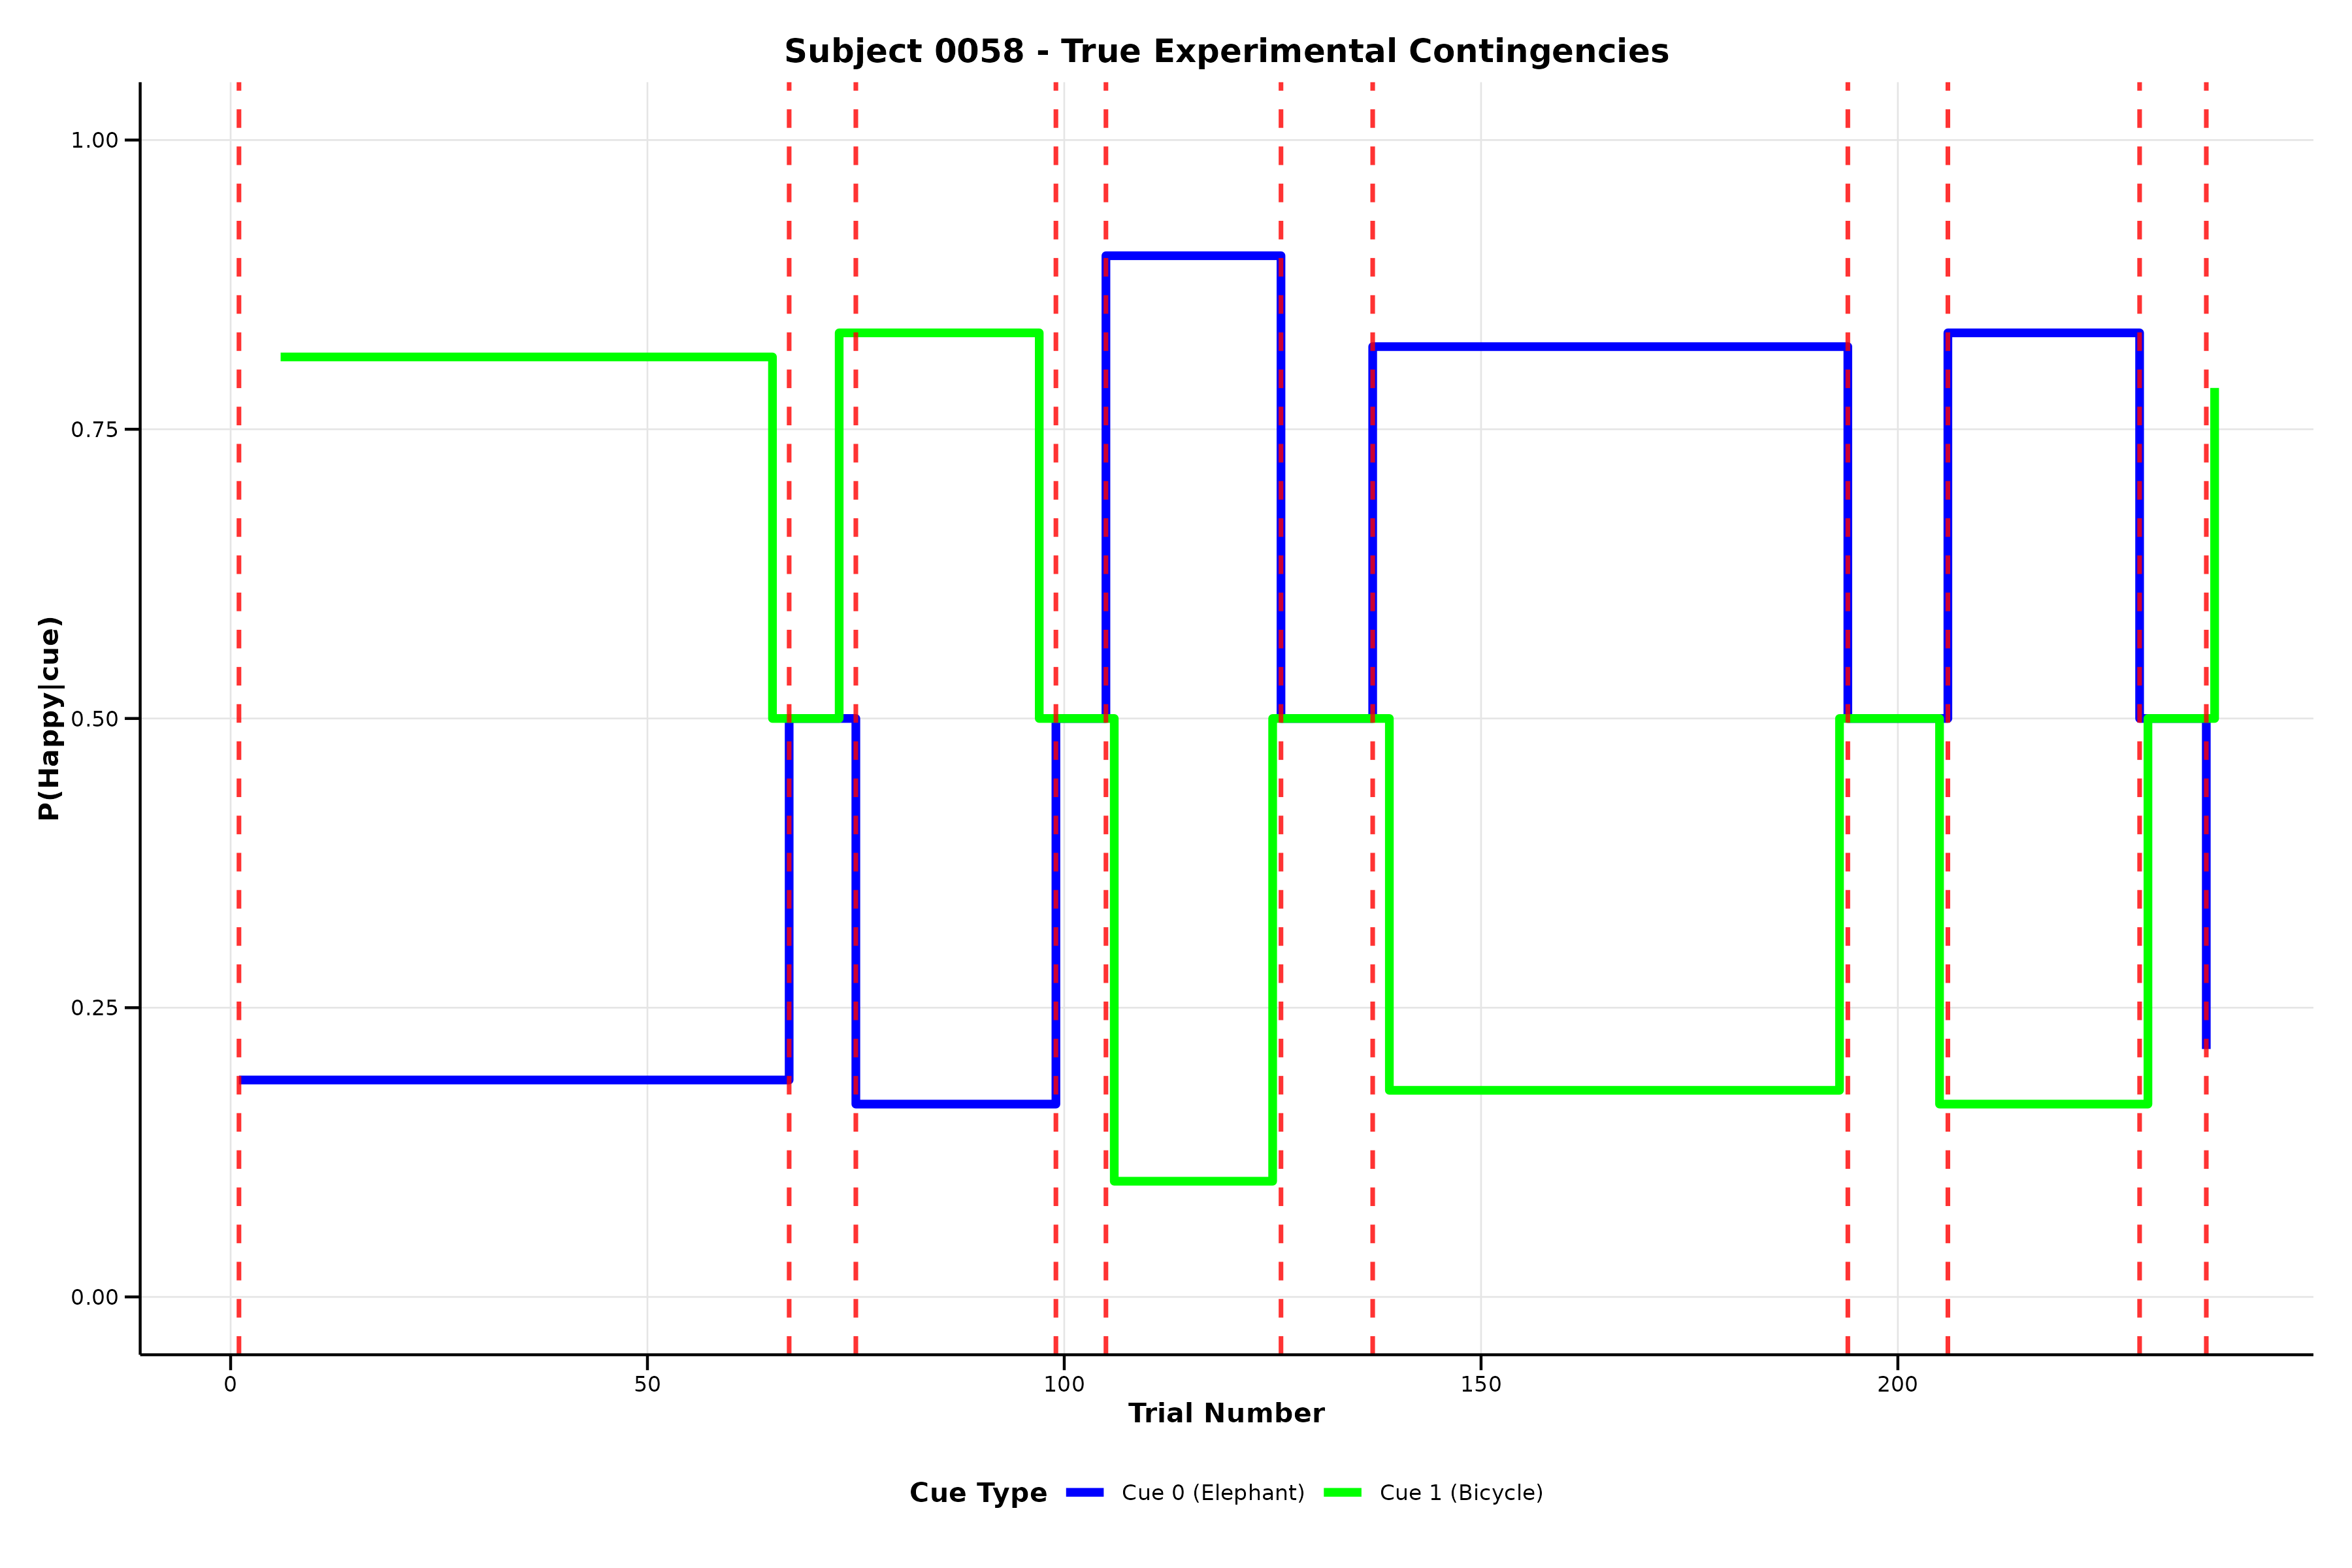 Subject 0058 - True Experimental Contingencies
P(Happy|cue)
1.00
0.75
0.50
0.25
0.00
0 50 100 150 200
Trial Number
Cue Type Cue 0 (Elephant) Cue 1 (Bicycle)